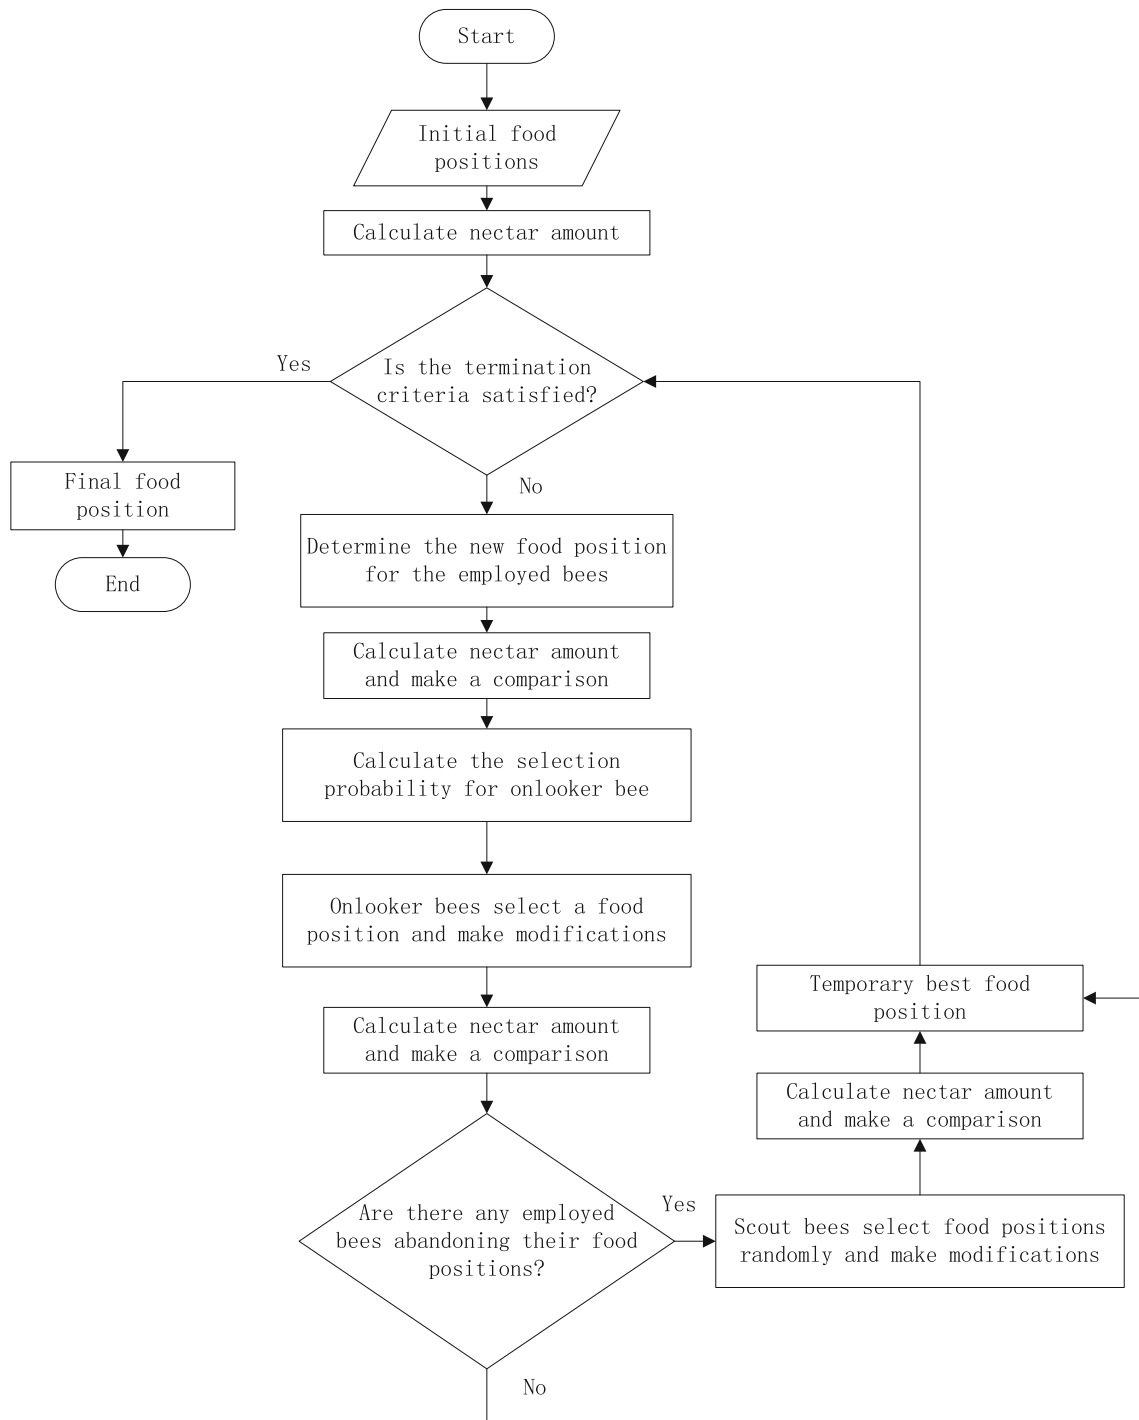 Start
Initial food
positions
Calculate nectar amount
Yes
Is the termination
criteria satisfied?
No
Final food
position
End
Determine the new food position
for the employed bees
Calculate nectar amount
and make a comparison
Calculate the selection
probability for onlooker bee
Onlooker bees select a food
position and make modifications
Calculate nectar amount
and make a comparison
Temporary best food
position
Calculate nectar amount
and make a comparison
Are there any employed
bees abandoning their food
positions?
Yes
Scout bees select food positions
randomly and make modifications
No